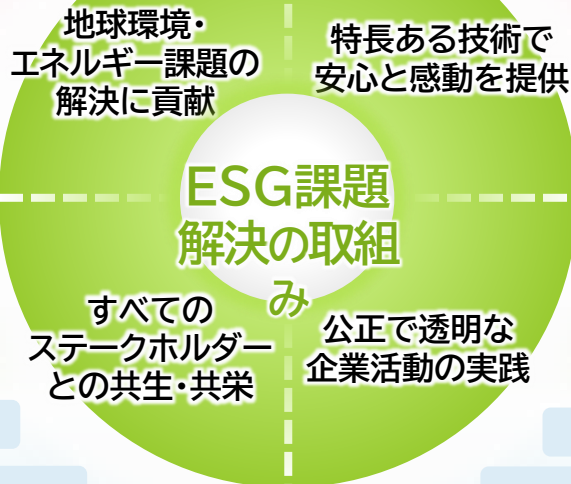 地球環境・
エネルギー課題の
解決に貢献
特長ある技術で
安心と感動を提供
ESG課題
解決の取組
み
すべての
ステークホルダー
との共生・共栄
公正で透明な
企業活動の実践